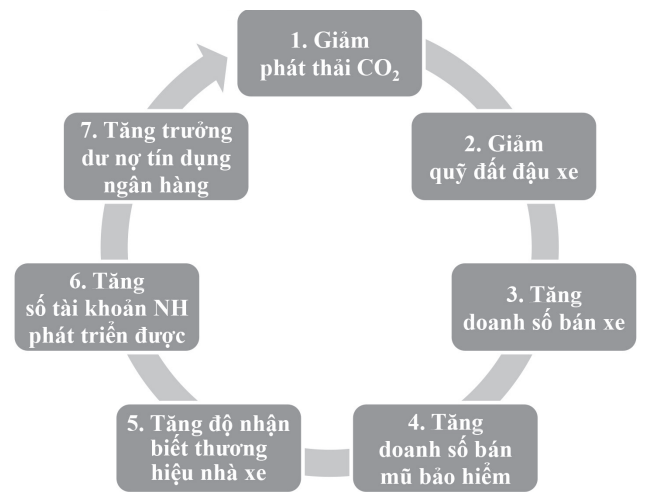 1. Giảm
phát thải CO₂
2. Giảm
quỹ đất đậu xe
3. Tăng
doanh số bán xe
4. Tăng
doanh số bán
mũ bảo hiểm
5. Tăng độ nhận
biết thương
hiệu nhà xe
6. Tăng
số tài khoản NH
phát triển được
7. Tăng trưởng
dư nợ tín dụng
ngân hàng